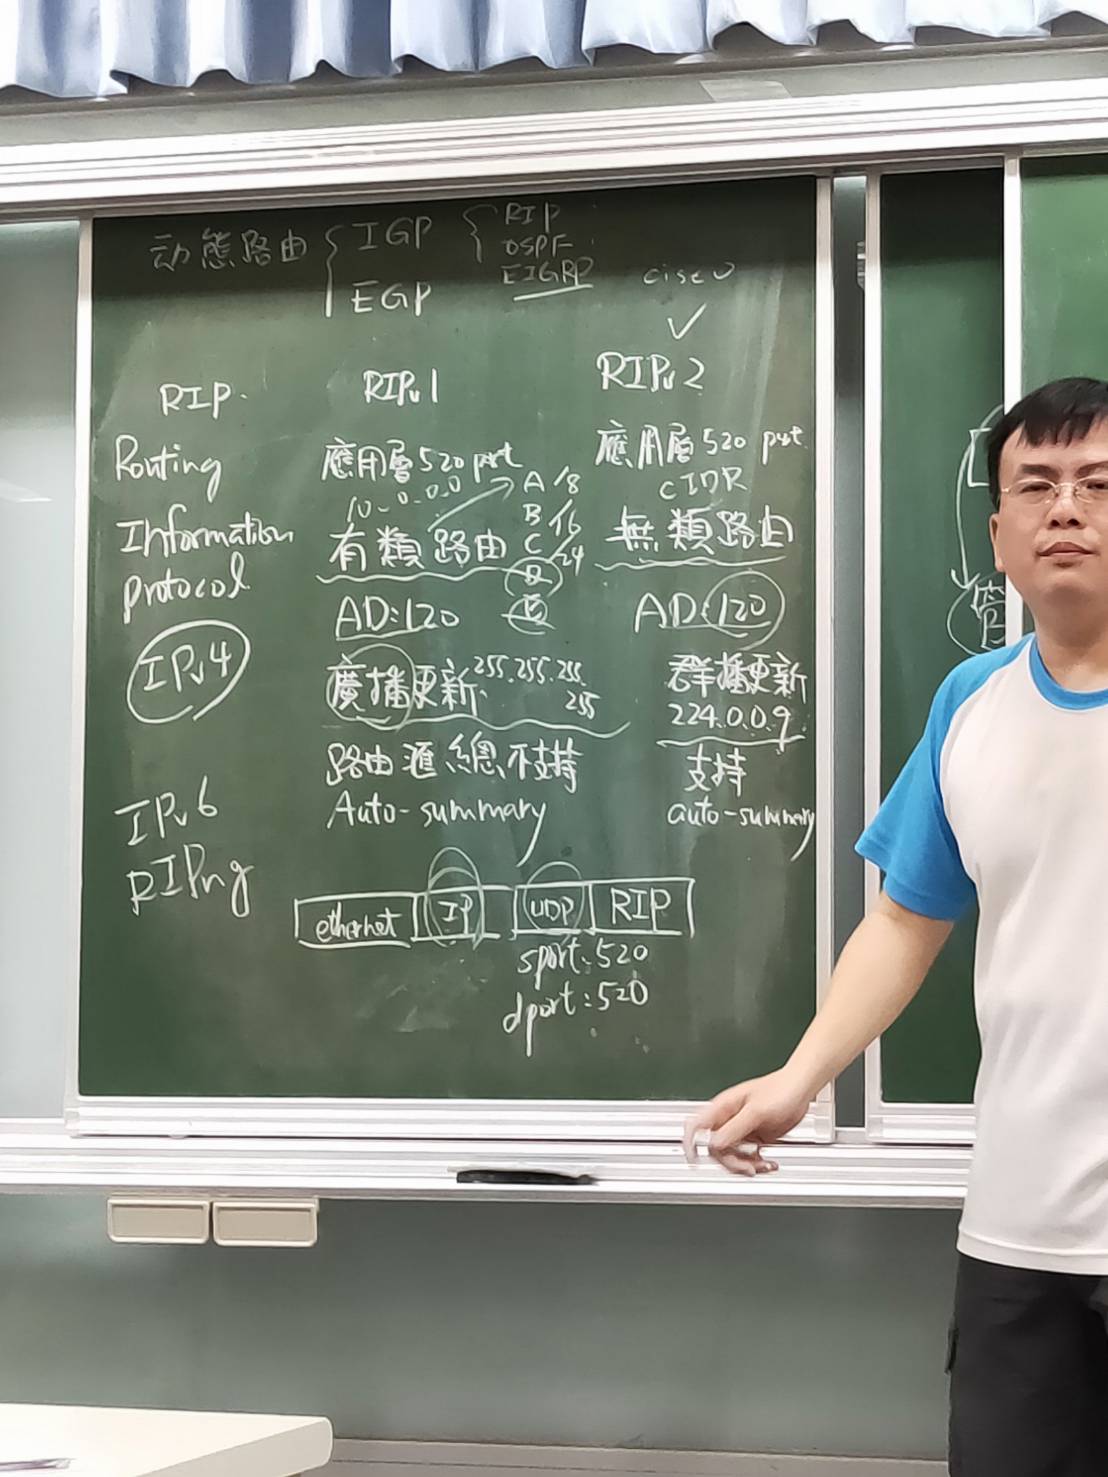 动態路由 { IGP { RIP
OSPF
EIGRP cisco
EGP
✓
RIP. RIPv1 RIPv2
Routing
Information
protocol
IPv4
IPv6
RIPng
應用層 520 port
10.0.0.0 → A /8
B /16
C /24
D
E
有類路由
AD:120
廣播更新 255.255.255.
255
路由匯總不支持
Auto-summary
應用層 520 port
CIDR
無類路由
AD:120
群播更新
224.0.0.9
支持
auto-summary
ethernet IP UDP RIP
sport:520
dport:520
管